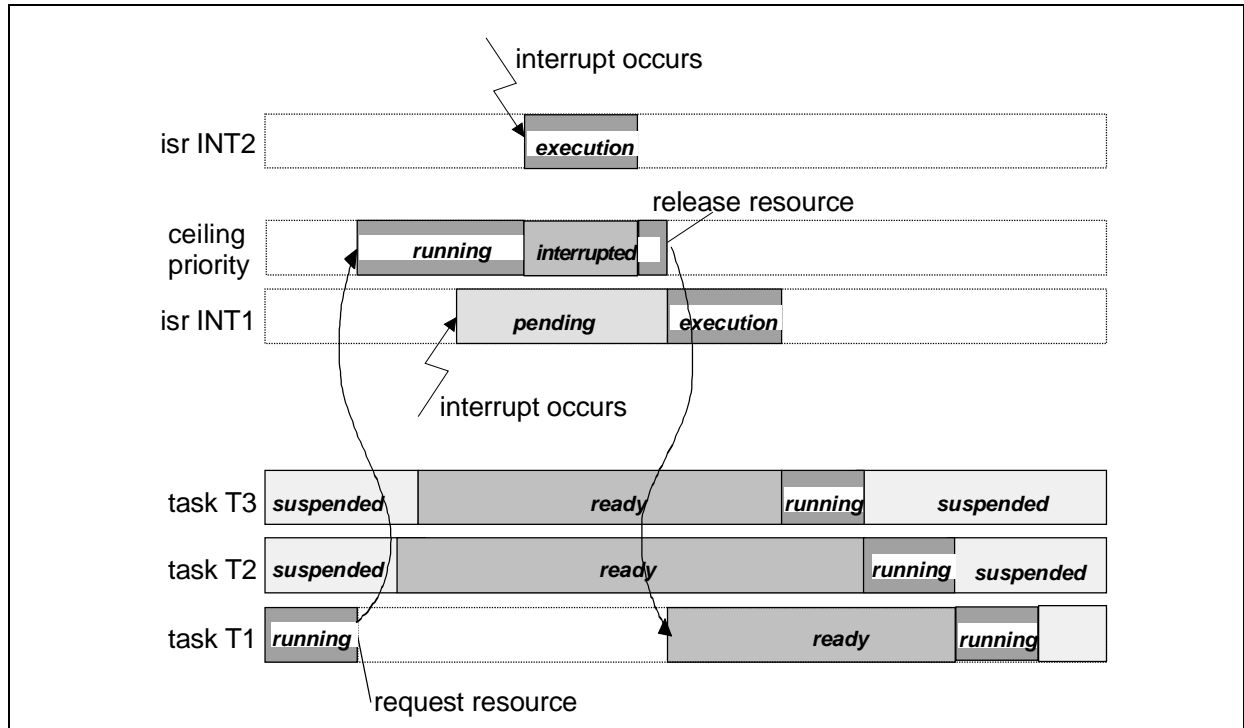 interrupt occurs
isr INT2
execution
release resource
ceiling
priority
running
interrupted
isr INT1
pending
execution
interrupt occurs
task T3
suspended
ready
running
suspended
task T2
suspended
ready
running
suspended
task T1
running
ready
running
request resource